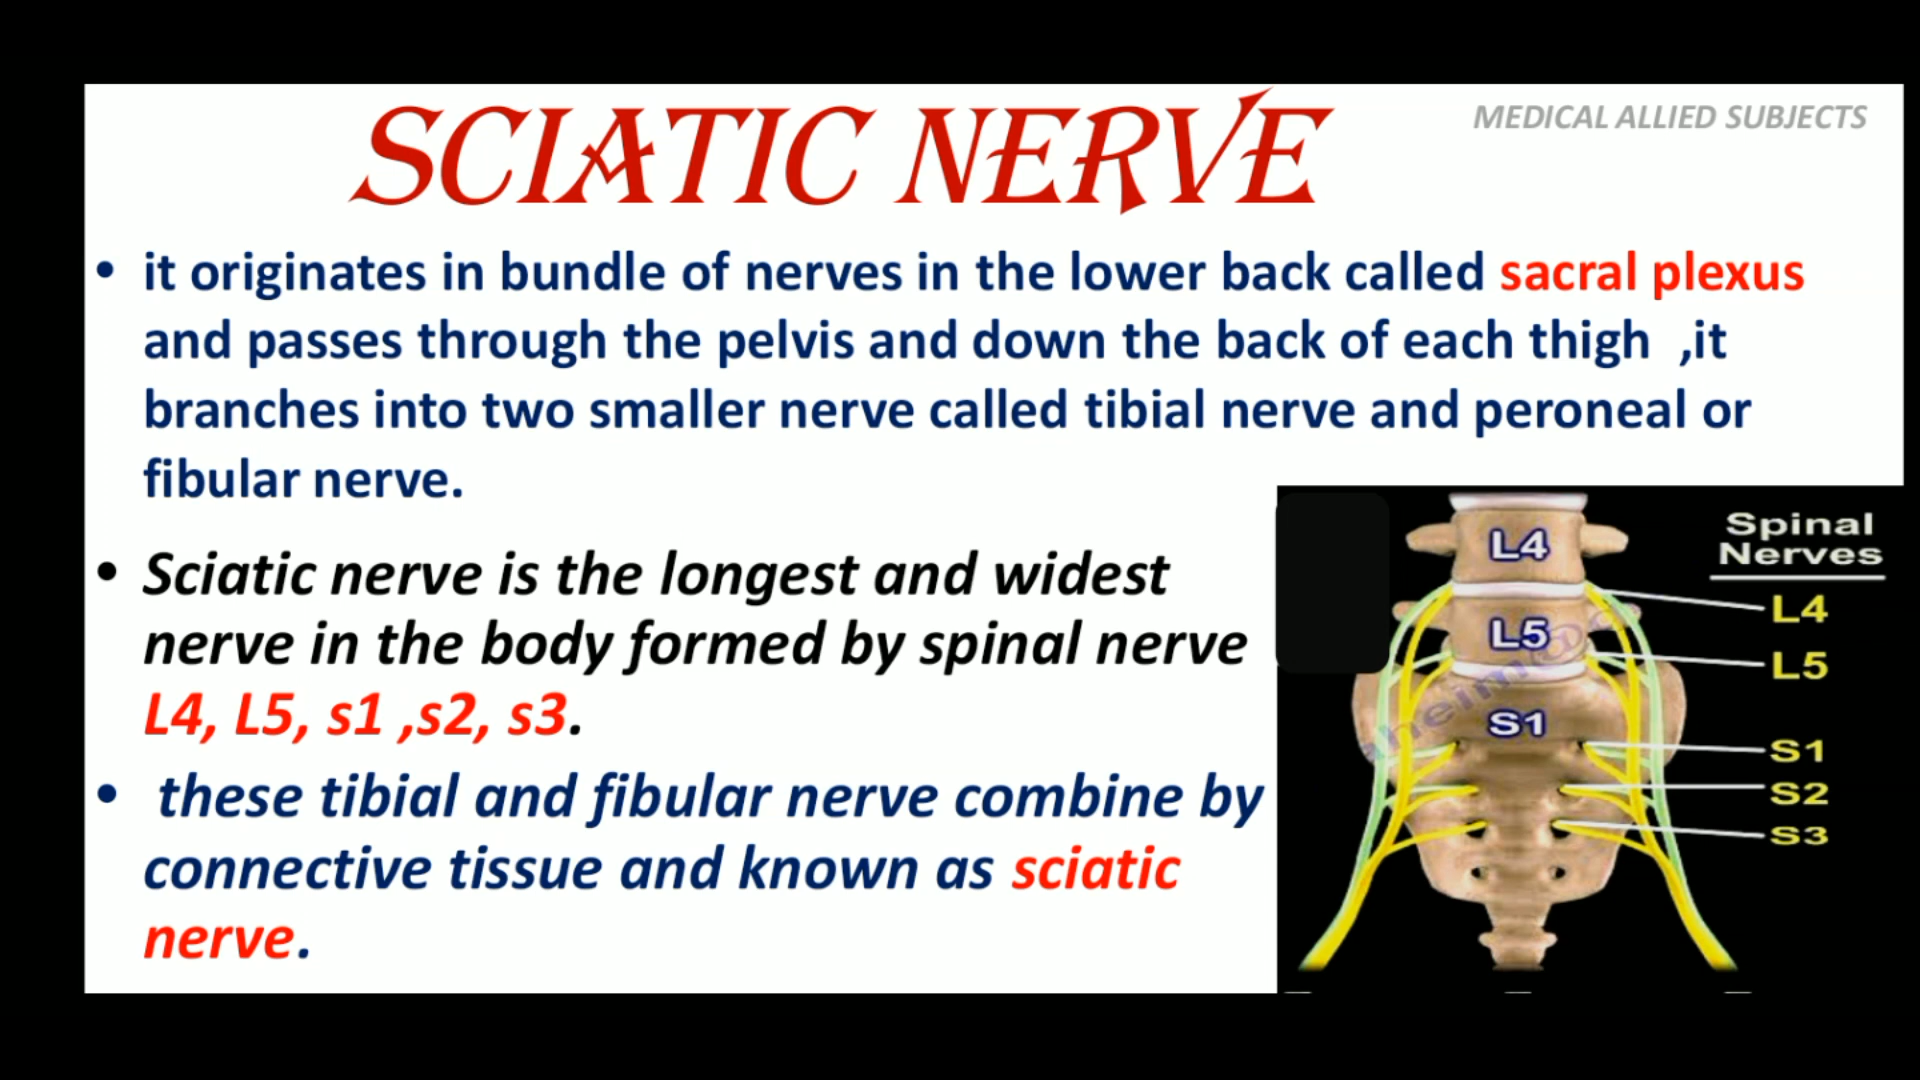 SCIATIC NERVE
MEDICAL ALLIED SUBJECTS
• it originates in bundle of nerves in the lower back called sacral plexus
and passes through the pelvis and down the back of each thigh ,it
branches into two smaller nerve called tibial nerve and peroneal or
fibular nerve.
• Sciatic nerve is the longest and widest
nerve in the body formed by spinal nerve
L4, L5, s1 ,s2, s3.
• these tibial and fibular nerve combine by
connective tissue and known as sciatic
nerve.
Spinal
Nerves
L4
L5
S1
L4
L5
S1
S2
S3